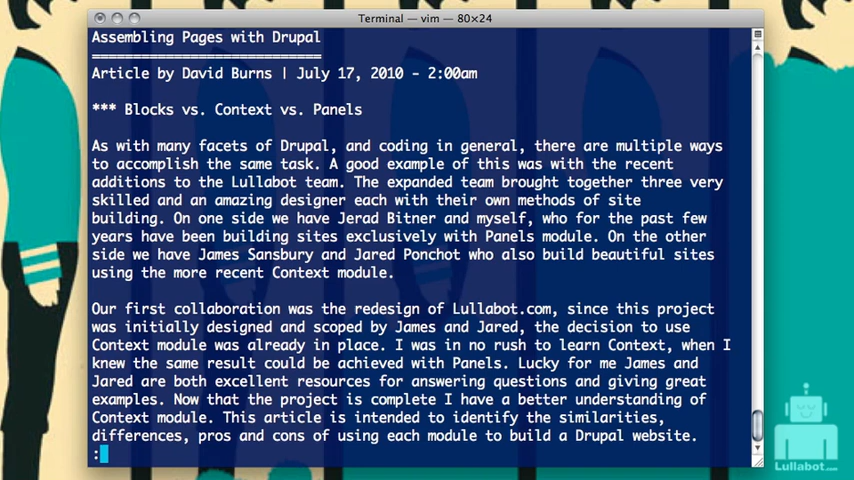 Terminal — vim — 80×24
Assembling Pages with Drupal
============================
Article by David Burns | July 17, 2010 - 2:00am
*** Blocks vs. Context vs. Panels
As with many facets of Drupal, and coding in general, there are multiple ways
to accomplish the same task. A good example of this was with the recent
additions to the Lullabot team. The expanded team brought together three very
skilled and an amazing designer each with their own methods of site
building. On one side we have Jerad Bitner and myself, who for the past few
years have been building sites exclusively with Panels module. On the other
side we have James Sansbury and Jared Ponchot who also build beautiful sites
using the more recent Context module.
Our first collaboration was the redesign of Lullabot.com, since this project
was initially designed and scoped by James and Jared, the decision to use
Context module was already in place. I was in no rush to learn Context, when I
knew the same result could be achieved with Panels. Lucky for me James and
Jared are both excellent resources for answering questions and giving great
examples. Now that the project is complete I have a better understanding of
Context module. This article is intended to identify the similarities,
differences, pros and cons of using each module to build a Drupal website.
:
Lullabot.com